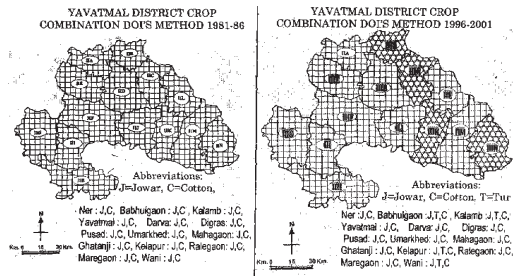 YAVATMAL DISTRICT CROP
COMBINATION DOI'S METHOD 1981-86
Abbreviations:
J=Jowar, C=Cotton,
Ner : J,C, Babhuigaon : J,C, Kalamb : J,C,
Yavatmal : J,C, Darva: J,C, Digras: J,C,
Pusad: J,C, Umarkhed: J,C, Mahagaon: J,C,
Ghatanji : J,C, Kelapur : J,C, Ralegaon: J,C,
Maregaon : J,C, Wani : J,C
N
Km. 0 15 30 Km.
YAVATMAL DISTRICT CROP
COMBINATION DOI'S METHOD 1996-2001
Abbreviations:
J=Jowar, C=Cotton, T=Tur
Ner : J,C, Babhuigaon : J,T,C, Kalamb :J,T,C,
Yavatmal : J,C, Darva: J,C, Digras: J,C,
Pusad: J,C, Umarkhed: J,C, Mahagaon: J,C,
Ghatanji : J,C, Kelapur : J,T,C, Ralegaon: J,C,
Maregaon : J,C, Wani : J,T,C
N
Km. 0 15 30 Km.